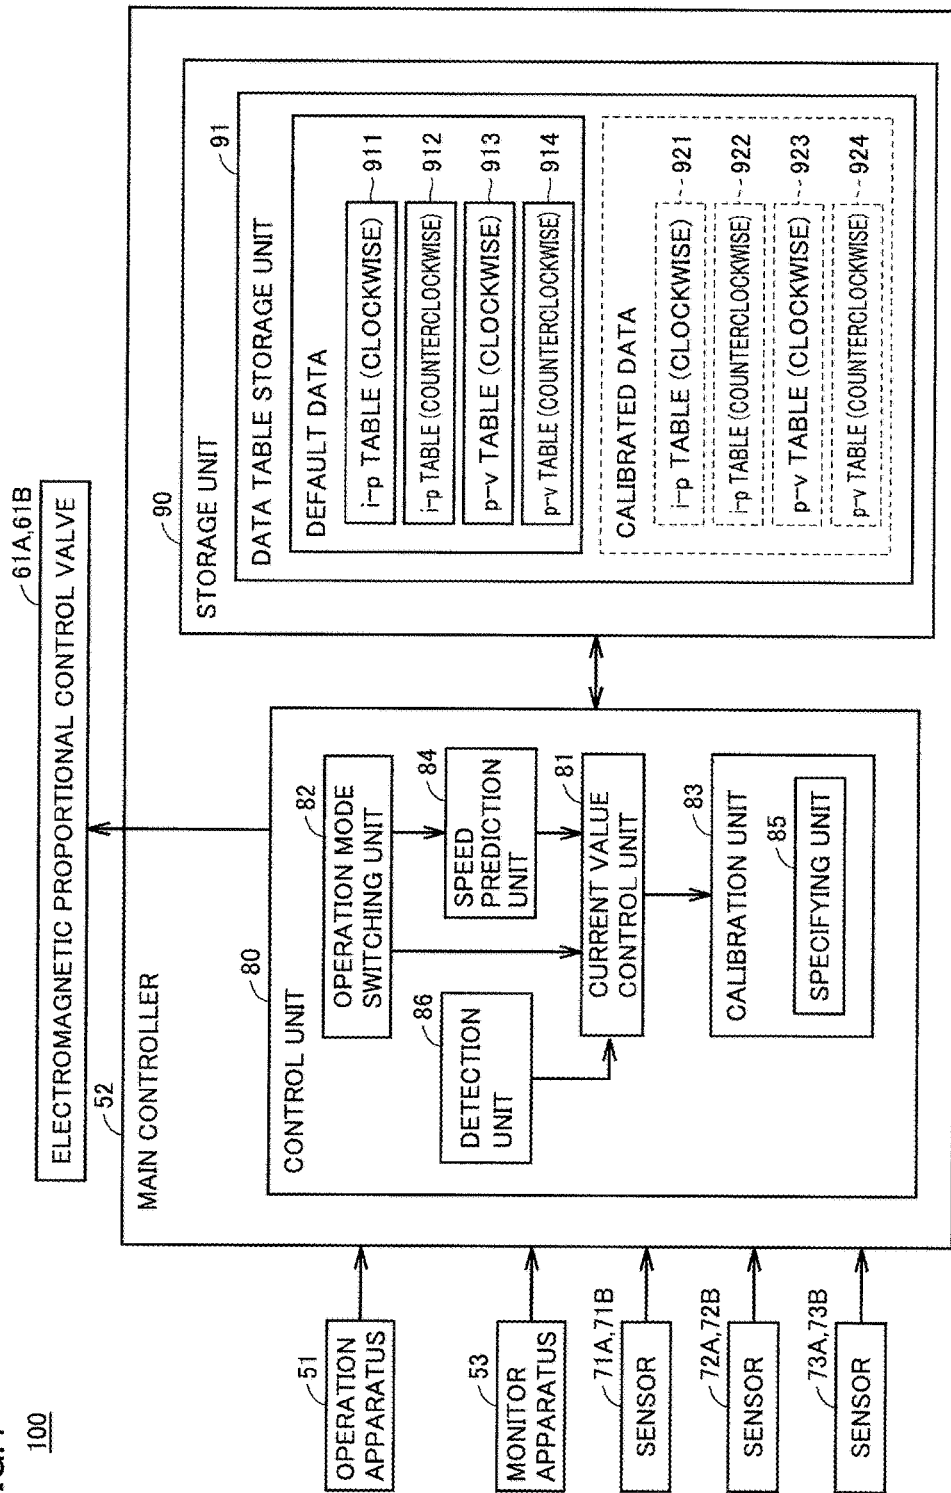 100
OPERATION
APPARATUS
51
MONITOR
APPARATUS
53
SENSOR
71A,71B
SENSOR
72A,72B
SENSOR
73A,73B
ELECTROMAGNETIC PROPORTIONAL CONTROL VALVE
61A,61B
52
MAIN CONTROLLER
80
CONTROL UNIT
82
OPERATION MODE
SWITCHING UNIT
86
DETECTION
UNIT
84
SPEED
PREDICTION
UNIT
81
CURRENT VALUE
CONTROL UNIT
83
CALIBRATION UNIT
85
SPECIFYING UNIT
90
STORAGE UNIT
91
DATA TABLE STORAGE UNIT
DEFAULT DATA
i-p TABLE (CLOCKWISE)
911
i-p TABLE (COUNTERCLOCKWISE)
912
p-v TABLE (CLOCKWISE)
913
p-v TABLE (COUNTERCLOCKWISE)
914
CALIBRATED DATA
i-p TABLE (CLOCKWISE)
921
i-p TABLE (COUNTERCLOCKWISE)
922
p-v TABLE (CLOCKWISE)
923
p-v TABLE (COUNTERCLOCKWISE)
924